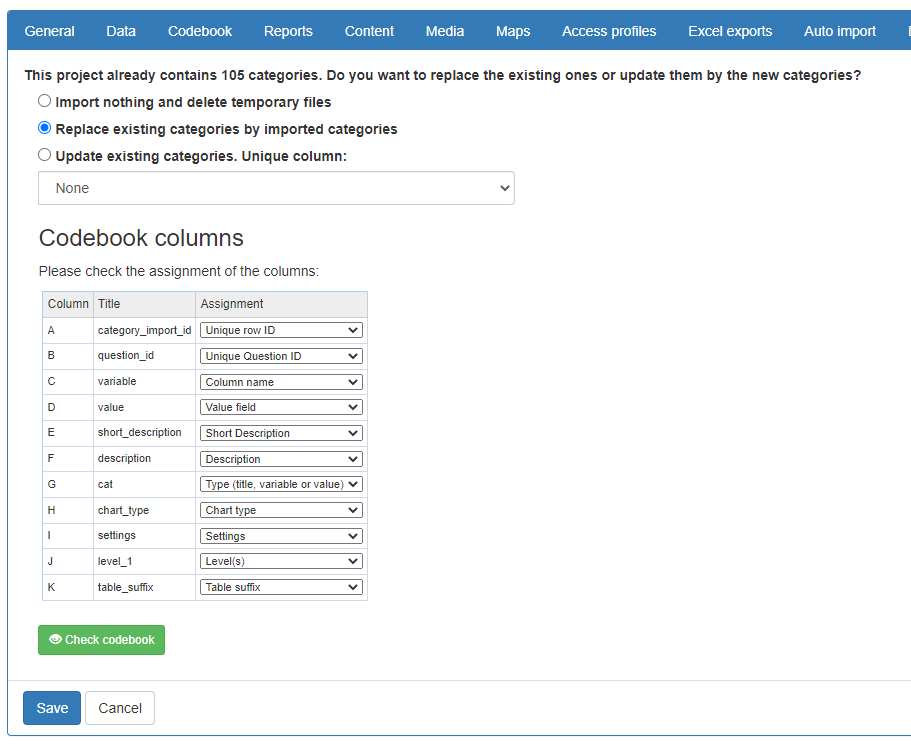 General Data Codebook Reports Content Media Maps Access profiles Excel exports Auto import
This project already contains 105 categories. Do you want to replace the existing ones or update them by the new categories?
Import nothing and delete temporary files
Replace existing categories by imported categories
Update existing categories. Unique column:
None
Codebook columns
Please check the assignment of the columns:
Column Title Assignment
A category_import_id Unique row ID
B question_id Unique Question ID
C variable Column name
D value Value field
E short_description Short Description
F description Description
G cat Type (title, variable or value)
H chart_type Chart type
I settings Settings
J level_1 Level(s)
K table_suffix Table suffix
Check codebook
Save Cancel